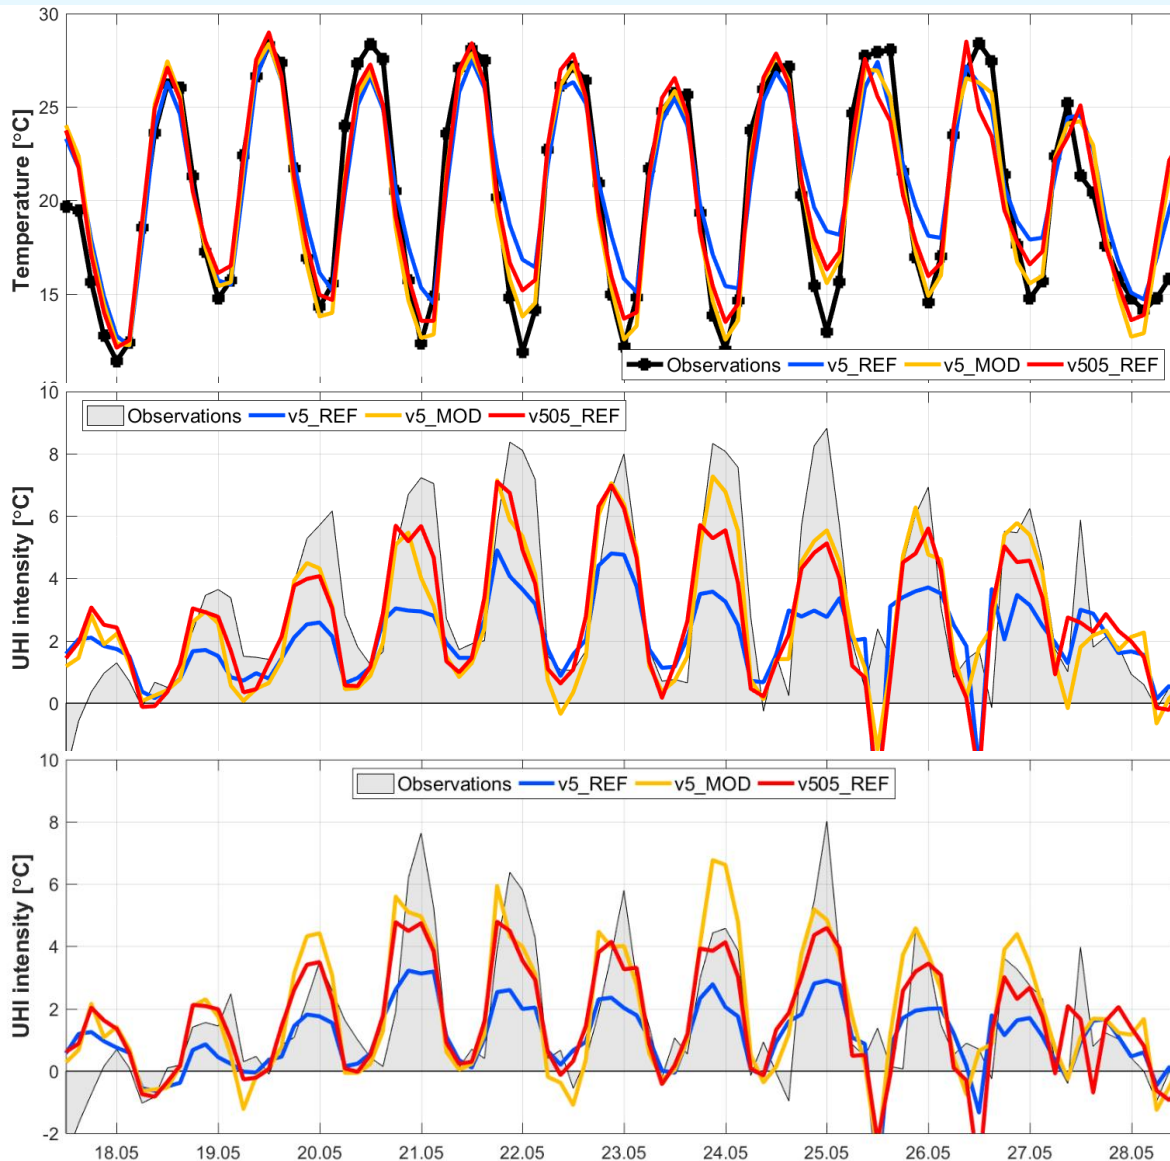 30
25
20
15
Temperature [°C]
Observations v5_REF v5_MOD v505_REF
10
8
6
4
2
0
UHI intensity [°C]
Observations v5_REF v5_MOD v505_REF
10
8
6
4
2
0
-2
UHI intensity [°C]
Observations v5_REF v5_MOD v505_REF
18.05 19.05 20.05 21.05 22.05 23.05 24.05 25.05 26.05 27.05 28.05